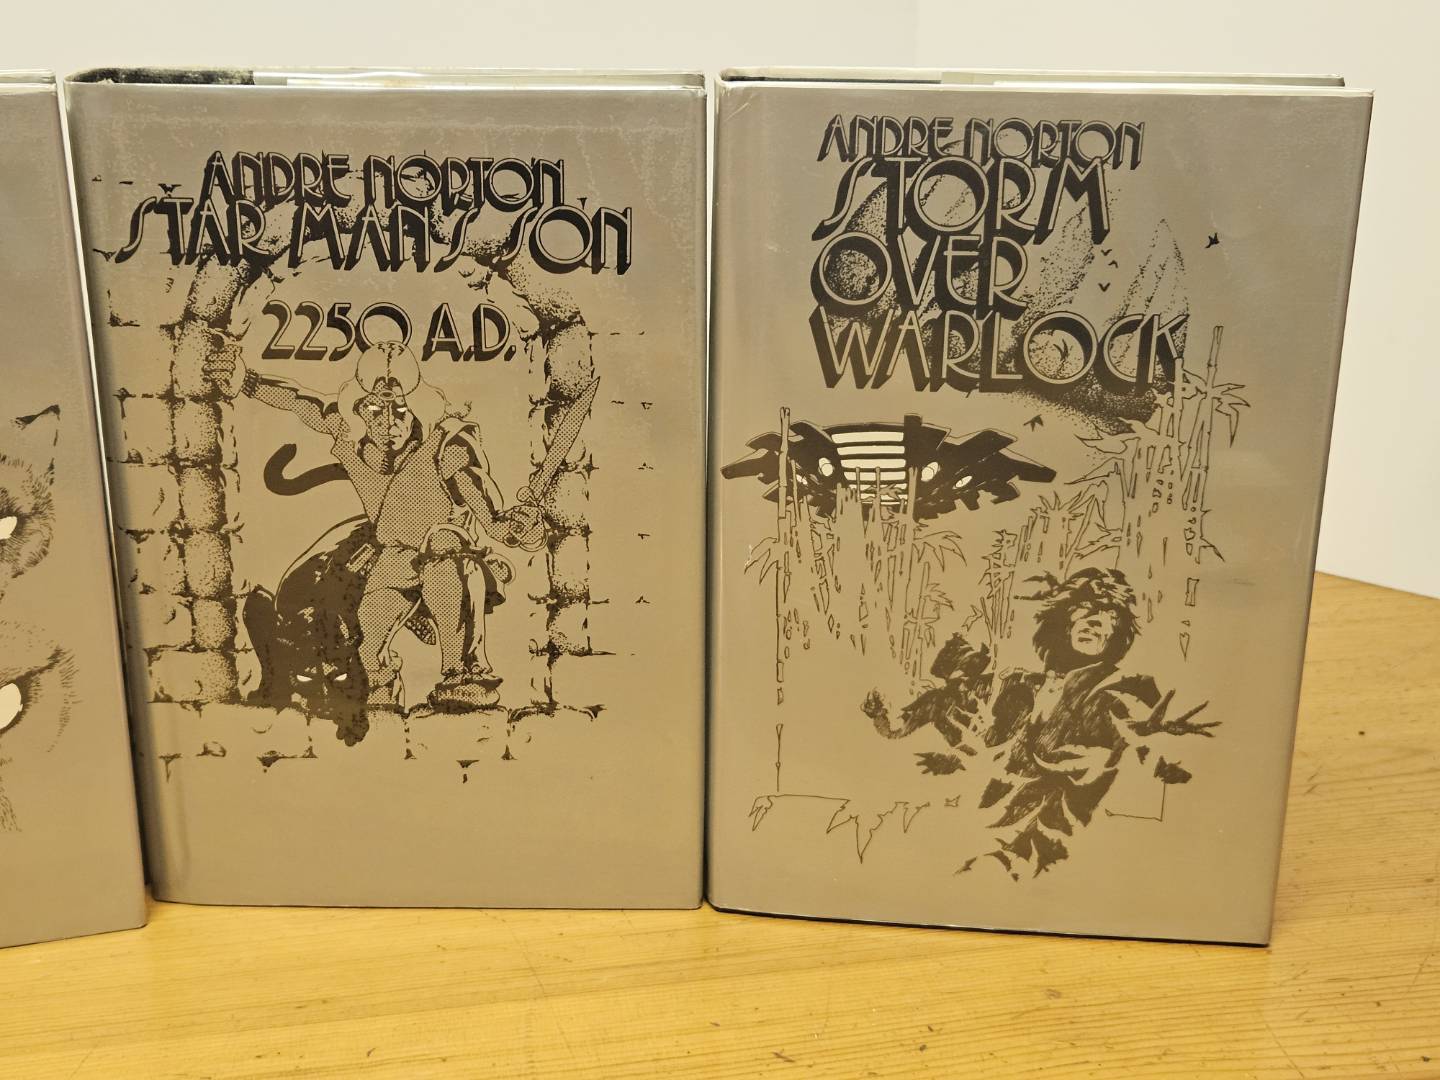 ANDRE NORTON
STAR MAN'S SON
2250 A.D.
ANDRE NORTON
STORM
OVER
WARLOCK